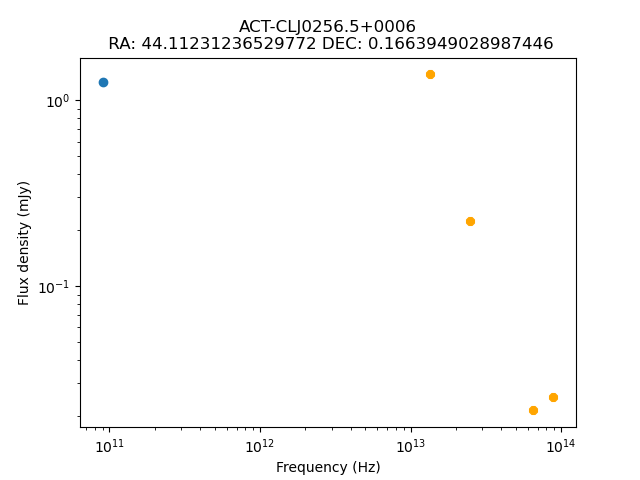 ACT-CLJ0256.5+0006
RA: 44.11231236529772 DEC: 0.1663949028987446
Flux density (mJy)
10⁰
10⁻¹
10¹¹ 10¹² 10¹³ 10¹⁴
Frequency (Hz)